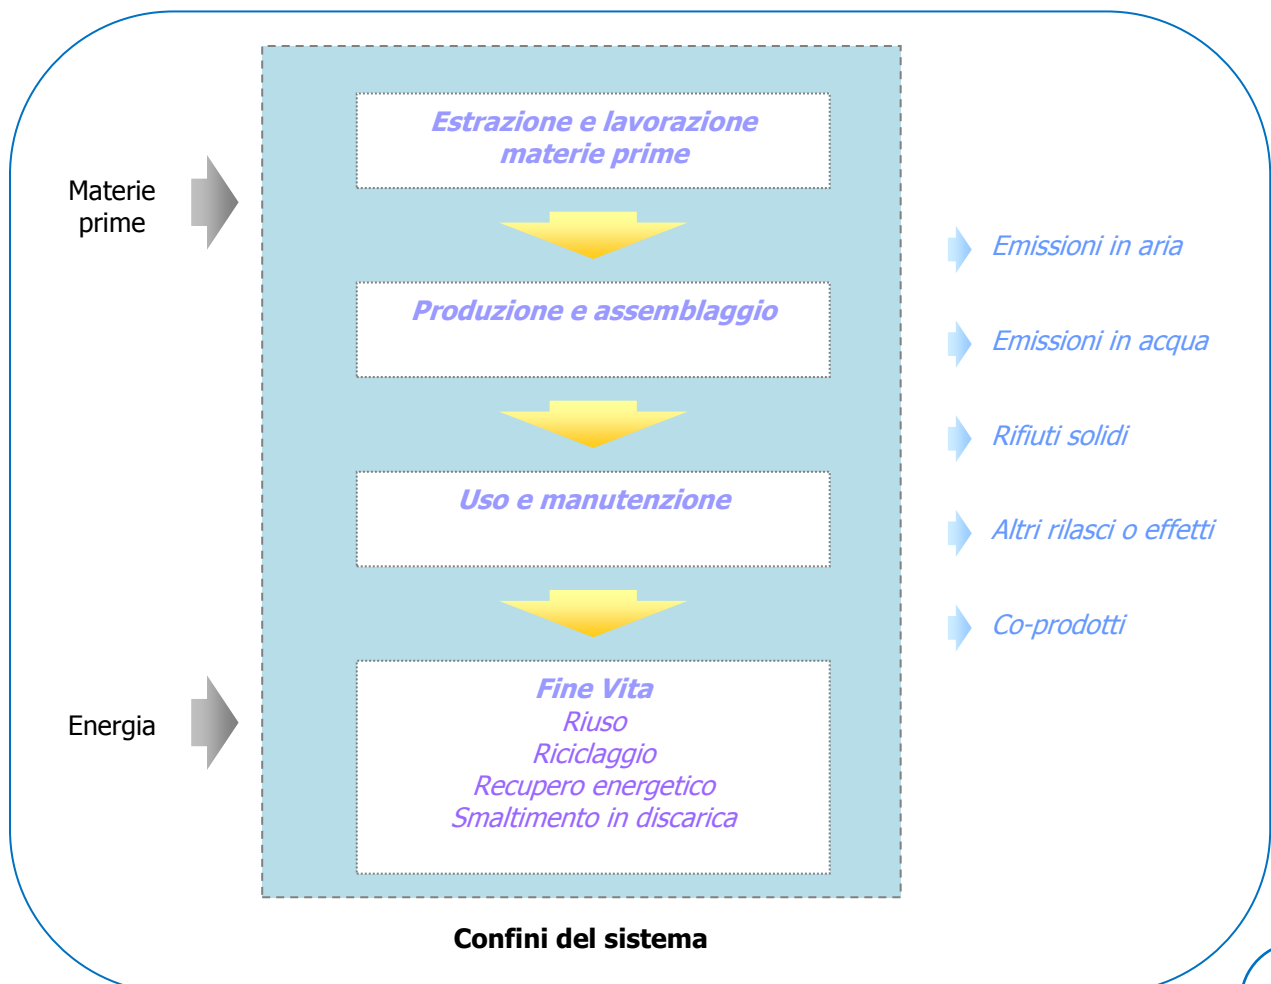 Estrazione e lavorazione
materie prime
Materie
prime
Emissioni in aria
Produzione e assemblaggio
Emissioni in acqua
Rifiuti solidi
Uso e manutenzione
Altri rilasci o effetti
Co-prodotti
Fine Vita
Riuso
Energia
Riciclaggio
Recupero energetico
Smaltimento in discarica
Confini del sistema